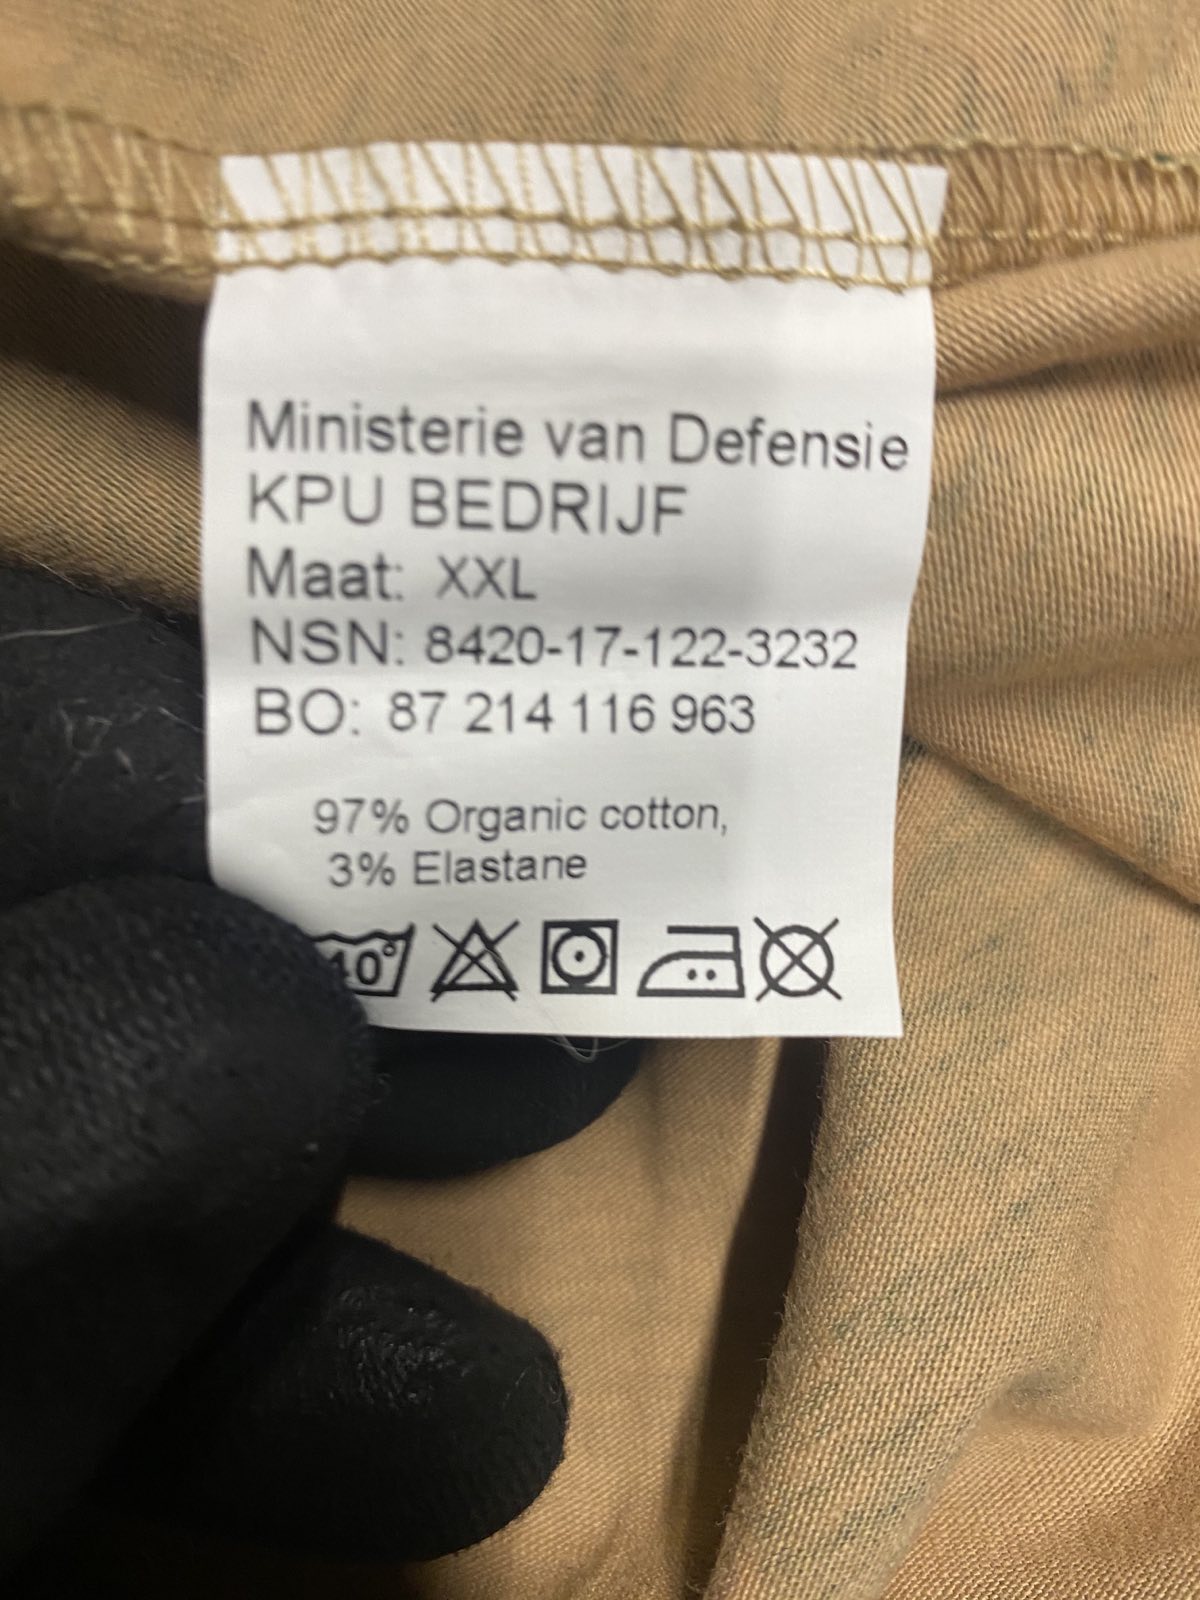 Ministerie van Defensie
KPU BEDRIJF
Maat: XXL
NSN: 8420-17-122-3232
BO: 87 214 116 963
97% Organic cotton,
3% Elastane
40°